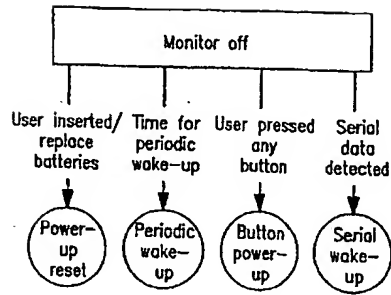 Monitor off
User inserted/
replace
batteries
Time for
periodic
wake-up
User pressed
any
button
Serial
data
detected
Power-
up
reset
Periodic
wake-
up
Button
power-
up
Serial
wake-
up